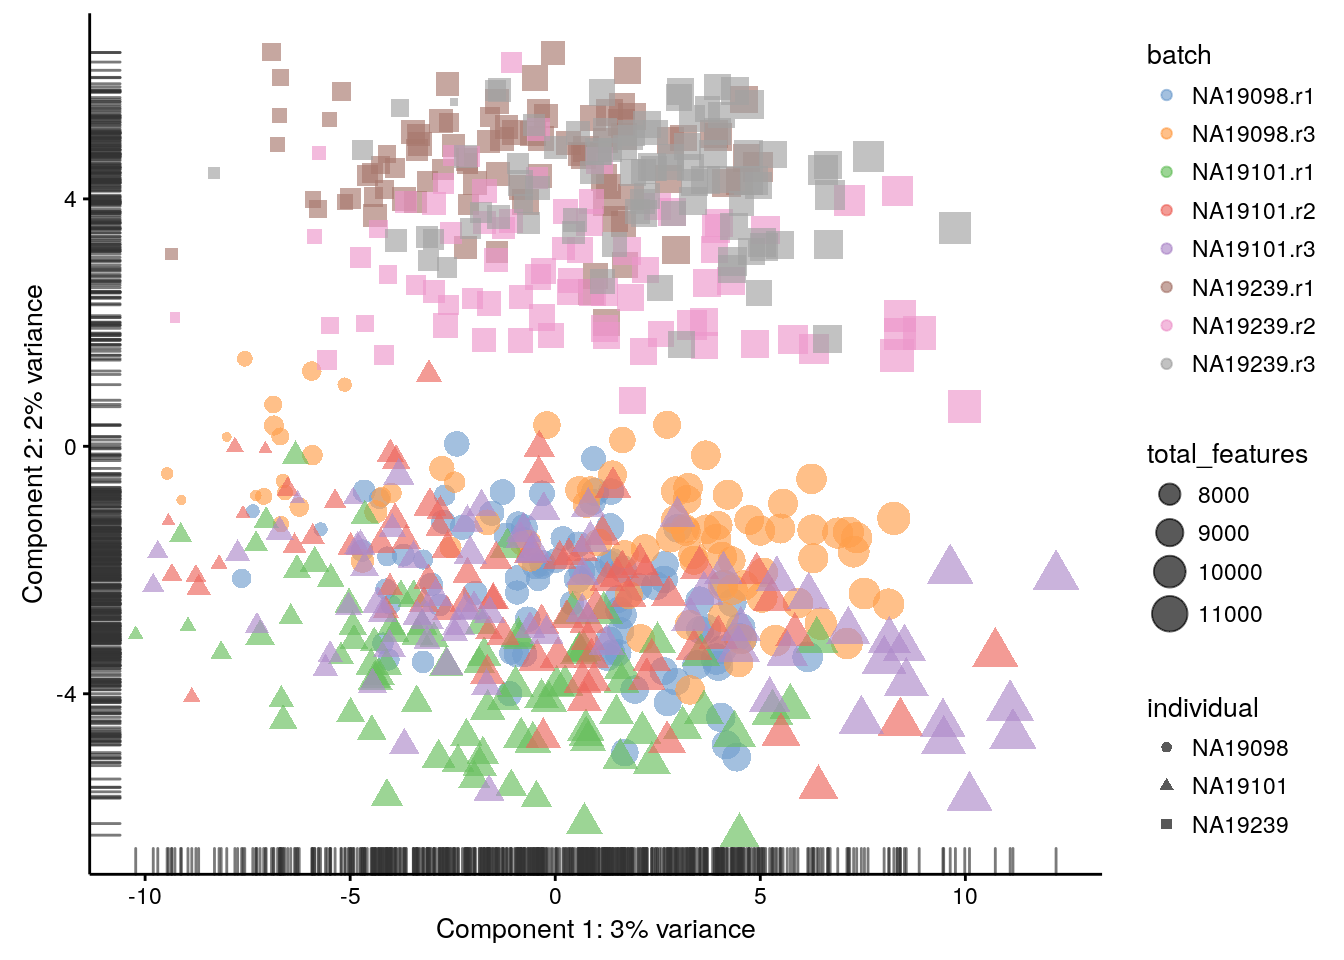 batch
NA19098.r1
NA19098.r3
NA19101.r1
NA19101.r2
NA19101.r3
NA19239.r1
NA19239.r2
NA19239.r3
total_features
8000
9000
10000
11000
individual
NA19098
NA19101
NA19239
Component 2: 2% variance
4
0
-4
-10
-5
0
5
10
Component 1: 3% variance